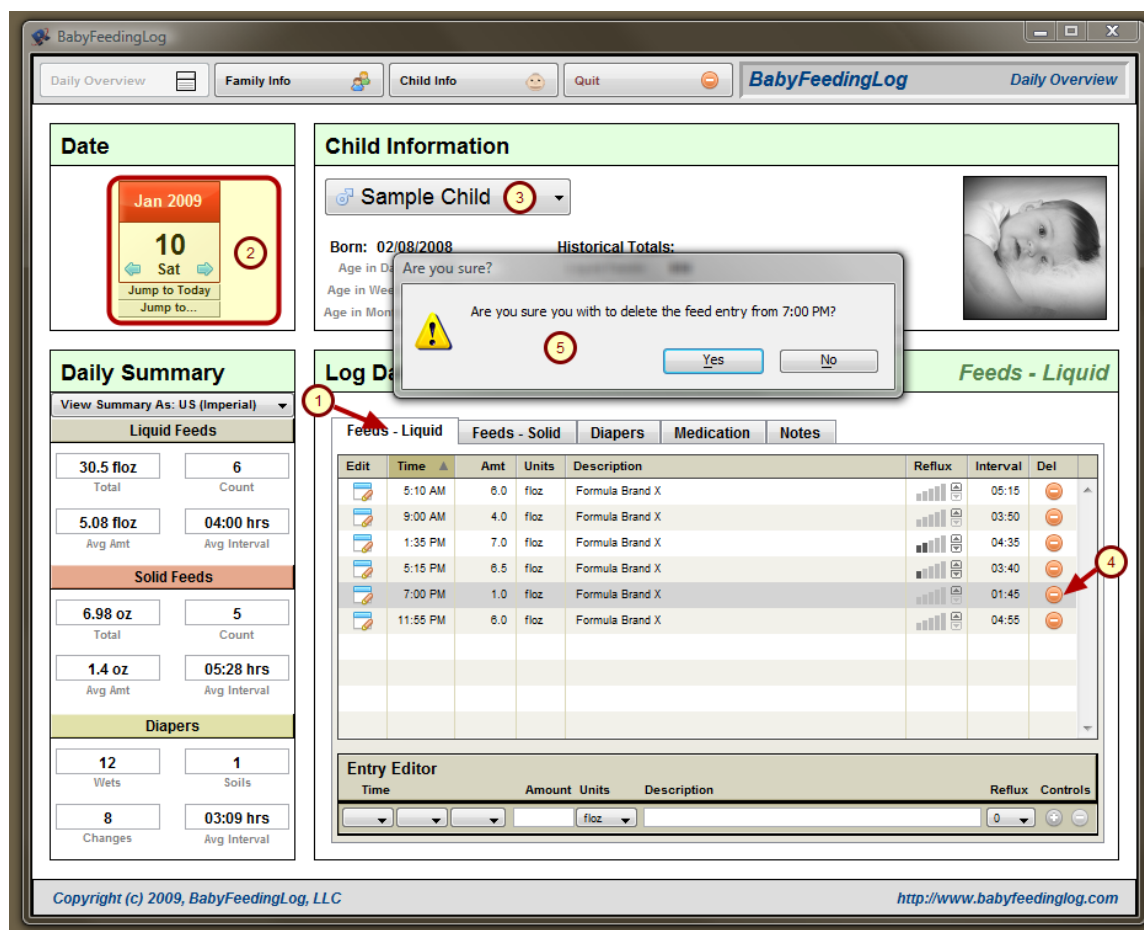 BabyFeedingLog
Daily Overview Family Info Child Info Quit BabyFeedingLog Daily Overview
Date
Jan 2009
10
Sat
Jump to Today
Jump to...
2
Child Information
Sample Child 3
Born: 02/08/2008 Historical Totals:
Age in
Age in
Age in
Are you sure?
Are you sure you with to delete the feed entry from 7:00 PM?
5
Yes No
Daily Summary
View Summary As: US (Imperial)
Liquid Feeds
30.5 floz 6
Total Count
5.08 floz 04:00 hrs
Avg Amt Avg Interval
Solid Feeds
6.98 oz 5
Total Count
1.4 oz 05:28 hrs
Avg Amt Avg Interval
Diapers
12 1
Wets Soils
8 03:09 hrs
Changes Avg Interval
Log Feeds - Liquid
1
Feeds - Liquid Feeds - Solid Diapers Medication Notes
Edit Time Amt Units Description Reflux Interval Del
5:10 AM 6.0 floz Formula Brand X 05:15
9:00 AM 4.0 floz Formula Brand X 03:50
1:35 PM 7.0 floz Formula Brand X 04:35
5:15 PM 6.5 floz Formula Brand X 03:40
4
7:00 PM 1.0 floz Formula Brand X 01:45
11:55 PM 6.0 floz Formula Brand X 04:55
Entry Editor
Time Amount Units Description Reflux Controls
floz 0
Copyright (c) 2009, BabyFeedingLog, LLC http://www.babyfeedinglog.com